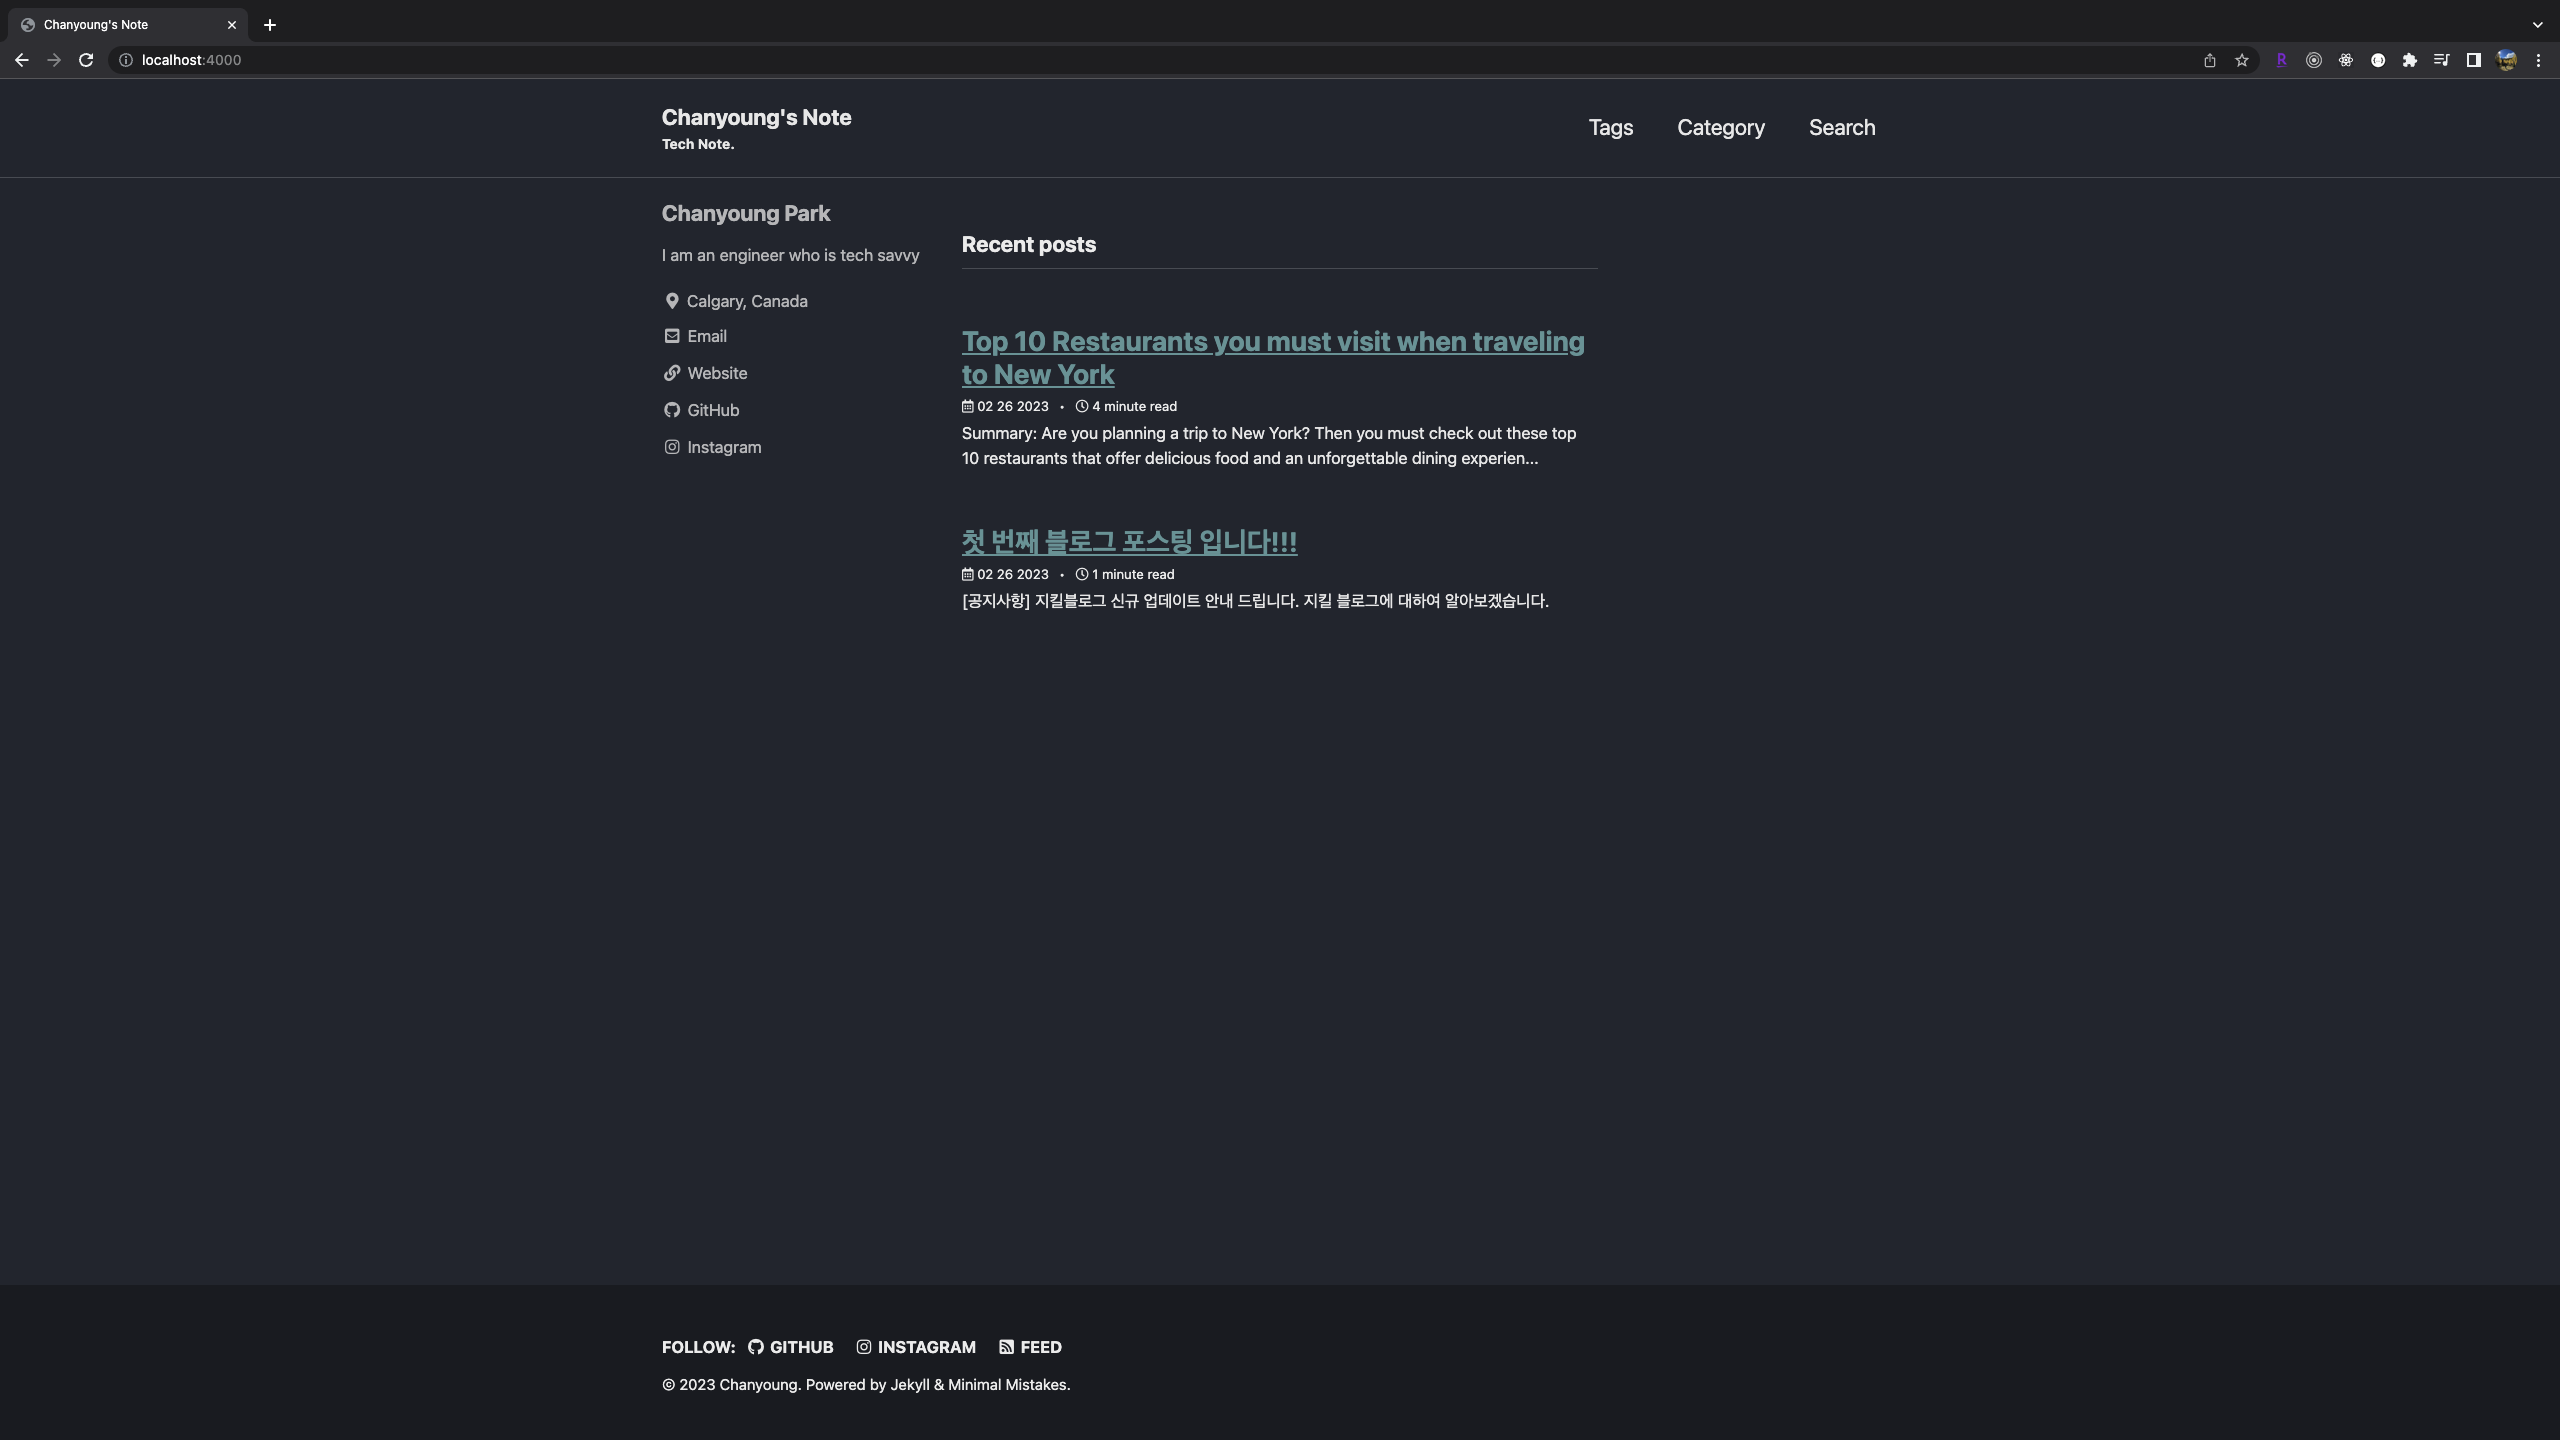 Chanyoung's Note
localhost:4000
R
Chanyoung's Note
Tech Note.
Tags Category Search
Chanyoung Park
I am an engineer who is tech savvy
Calgary, Canada
Email
Website
GitHub
Instagram
Recent posts
Top 10 Restaurants you must visit when traveling
to New York
02 26 2023 • 4 minute read
Summary: Are you planning a trip to New York? Then you must check out these top
10 restaurants that offer delicious food and an unforgettable dining experien...
첫 번째 블로그 포스팅 입니다!!!
02 26 2023 • 1 minute read
[공지사항] 지킬블로그 신규 업데이트 안내 드립니다. 지킬 블로그에 대하여 알아보겠습니다.
FOLLOW: GITHUB INSTAGRAM FEED
© 2023 Chanyoung. Powered by Jekyll & Minimal Mistakes.